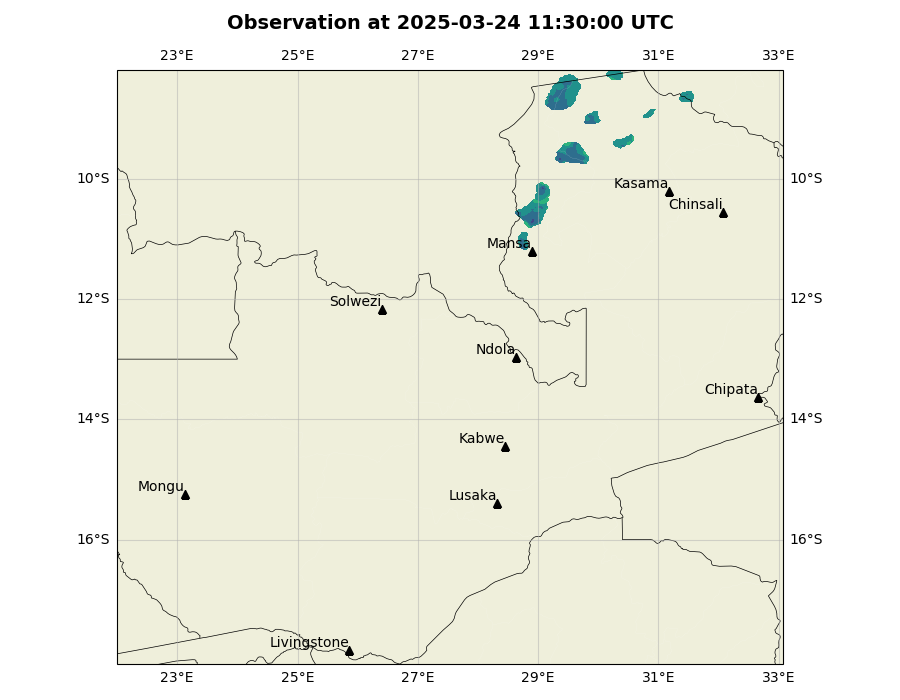 Observation at 2025-03-24 11:30:00 UTC
23°E 25°E 27°E 29°E 31°E 33°E
10°S 10°S
Kasama
Chinsali
Mansa
12°S 12°S
Solwezi
Ndola
Chipata
14°S 14°S
Kabwe
Mongu
Lusaka
16°S 16°S
Livingstone
23°E 25°E 27°E 29°E 31°E 33°E